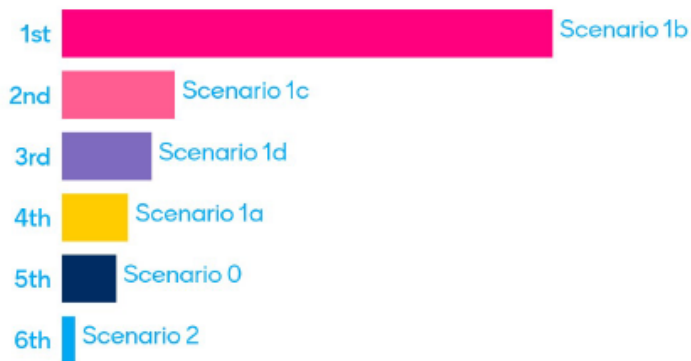 1st Scenario 1b
2nd Scenario 1c
3rd Scenario 1d
4th Scenario 1a
5th Scenario 0
6th Scenario 2